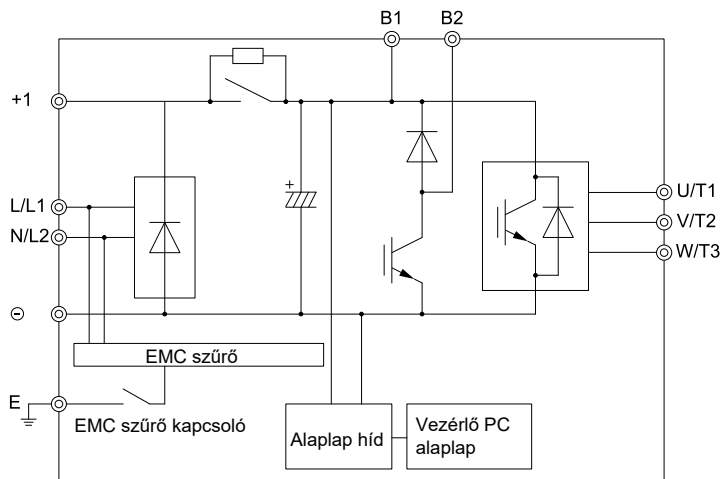 B1 B2
+1
+
L/L1
N/L2
U/T1
V/T2
W/T3
⊖
EMC szűrő
E
EMC szűrő kapcsoló
Alaplap híd
Vezérlő PC
alaplap